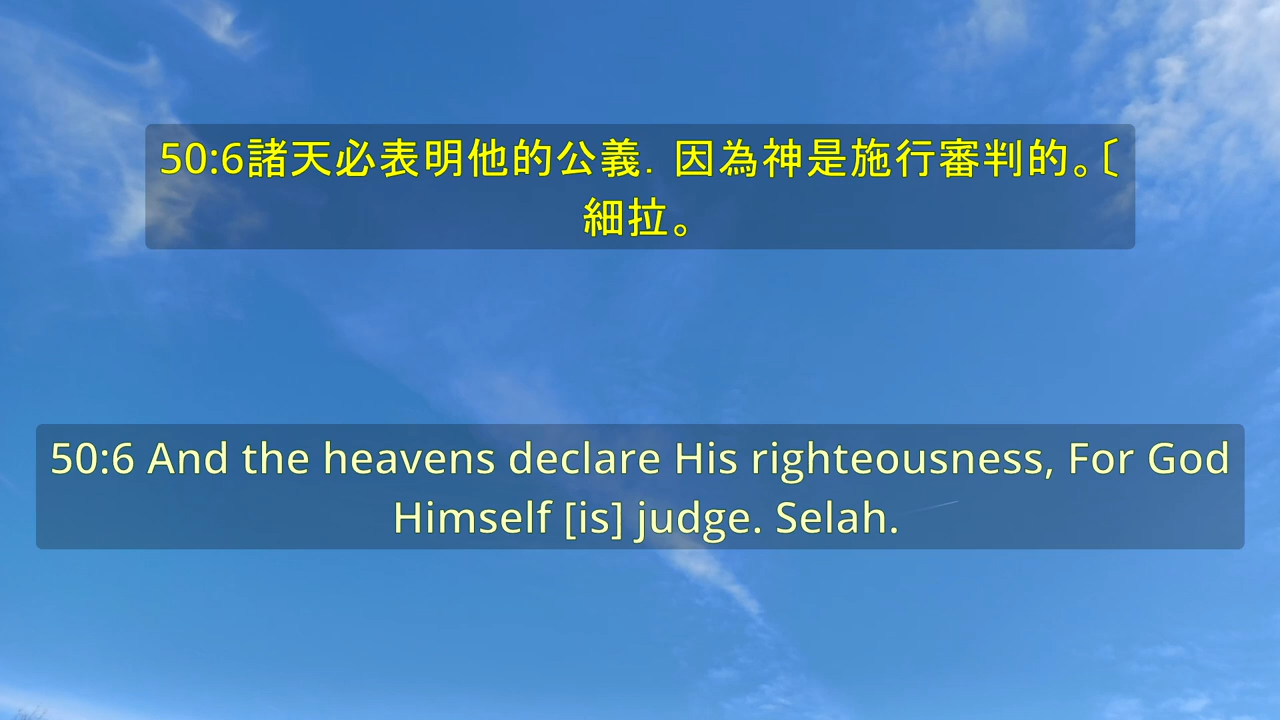 50:6諸天必表明他的公義．因為神是施行審判的。〔
細拉。
50:6 And the heavens declare His righteousness, For God
Himself [is] judge. Selah.